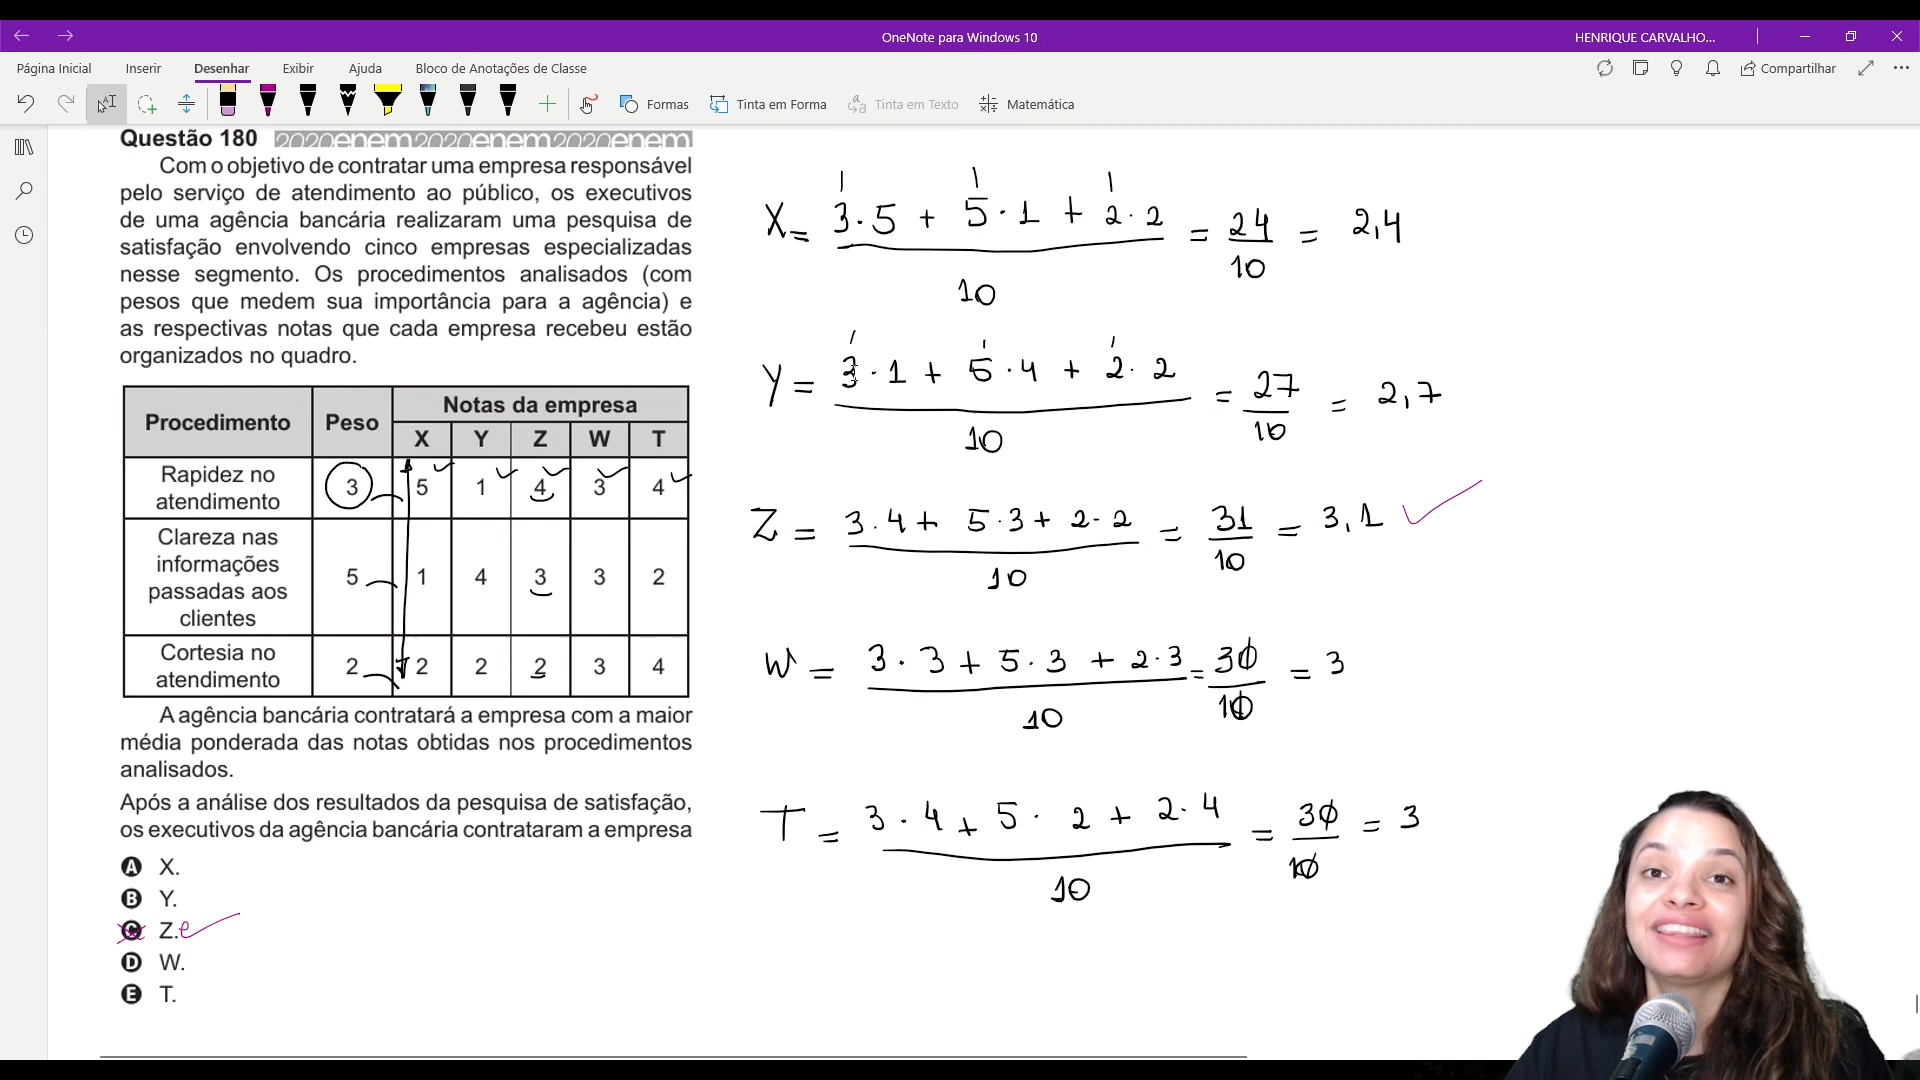 OneNote para Windows 10
HENRIQUE CARVALHO...
Página Inicial Inserir Desenhar Exibir Ajuda Bloco de Anotações de Classe
Compartilhar
Formas Tinta em Forma Tinta em Texto Matemática
Questão 180 2020enem2020enem2020enem
Com o objetivo de contratar uma empresa responsável
pelo serviço de atendimento ao público, os executivos
de uma agência bancária realizaram uma pesquisa de
satisfação envolvendo cinco empresas especializadas
nesse segmento. Os procedimentos analisados (com
pesos que medem sua importância para a agência) e
as respectivas notas que cada empresa recebeu estão
organizados no quadro.
Procedimento Peso Notas da empresa
X Y Z W T
Rapidez no
atendimento 3 5 1 4 3 4
Clareza nas
informações
passadas aos
clientes 5 1 4 3 3 2
Cortesia no
atendimento 2 2 2 2 3 4
A agência bancária contratará a empresa com a maior
média ponderada das notas obtidas nos procedimentos
analisados.
Após a análise dos resultados da pesquisa de satisfação,
os executivos da agência bancária contrataram a empresa
A X.
B Y.
C Z.
D W.
E T.
X = 3·5 + 5·1 + 2·2 = 24 = 2,4
10 10
Y = 3·1 + 5·4 + 2·2 = 27 = 2,7
10 10
Z = 3·4 + 5·3 + 2·2 = 31 = 3,1
10 10
W = 3·3 + 5·3 + 2·3 = 30 = 3
10 10
T = 3·4 + 5·2 + 2·4 = 30 = 3
10 10